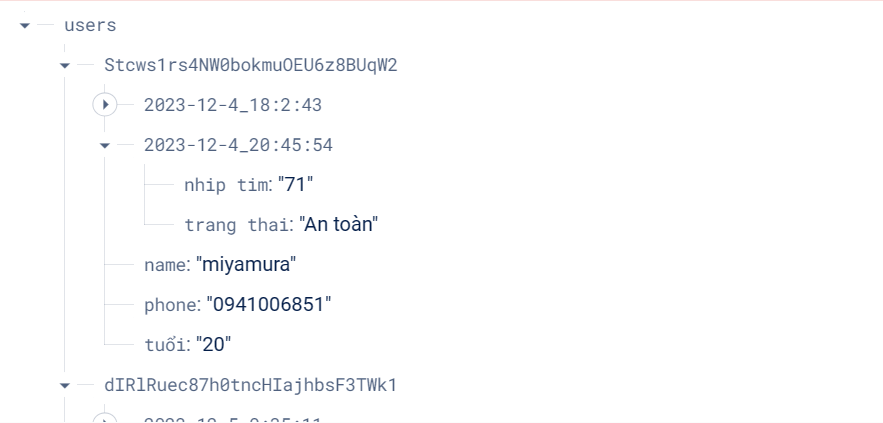 users
Stcws1rs4NW0bokmuOEU6z8BUqW2
2023-12-4_18:2:43
2023-12-4_20:45:54
nhip tim: "71"
trang thai: "An toàn"
name: "miyamura"
phone: "0941006851"
tuổi: "20"
dIRlRuec87h0tncHIajhbsF3TWk1